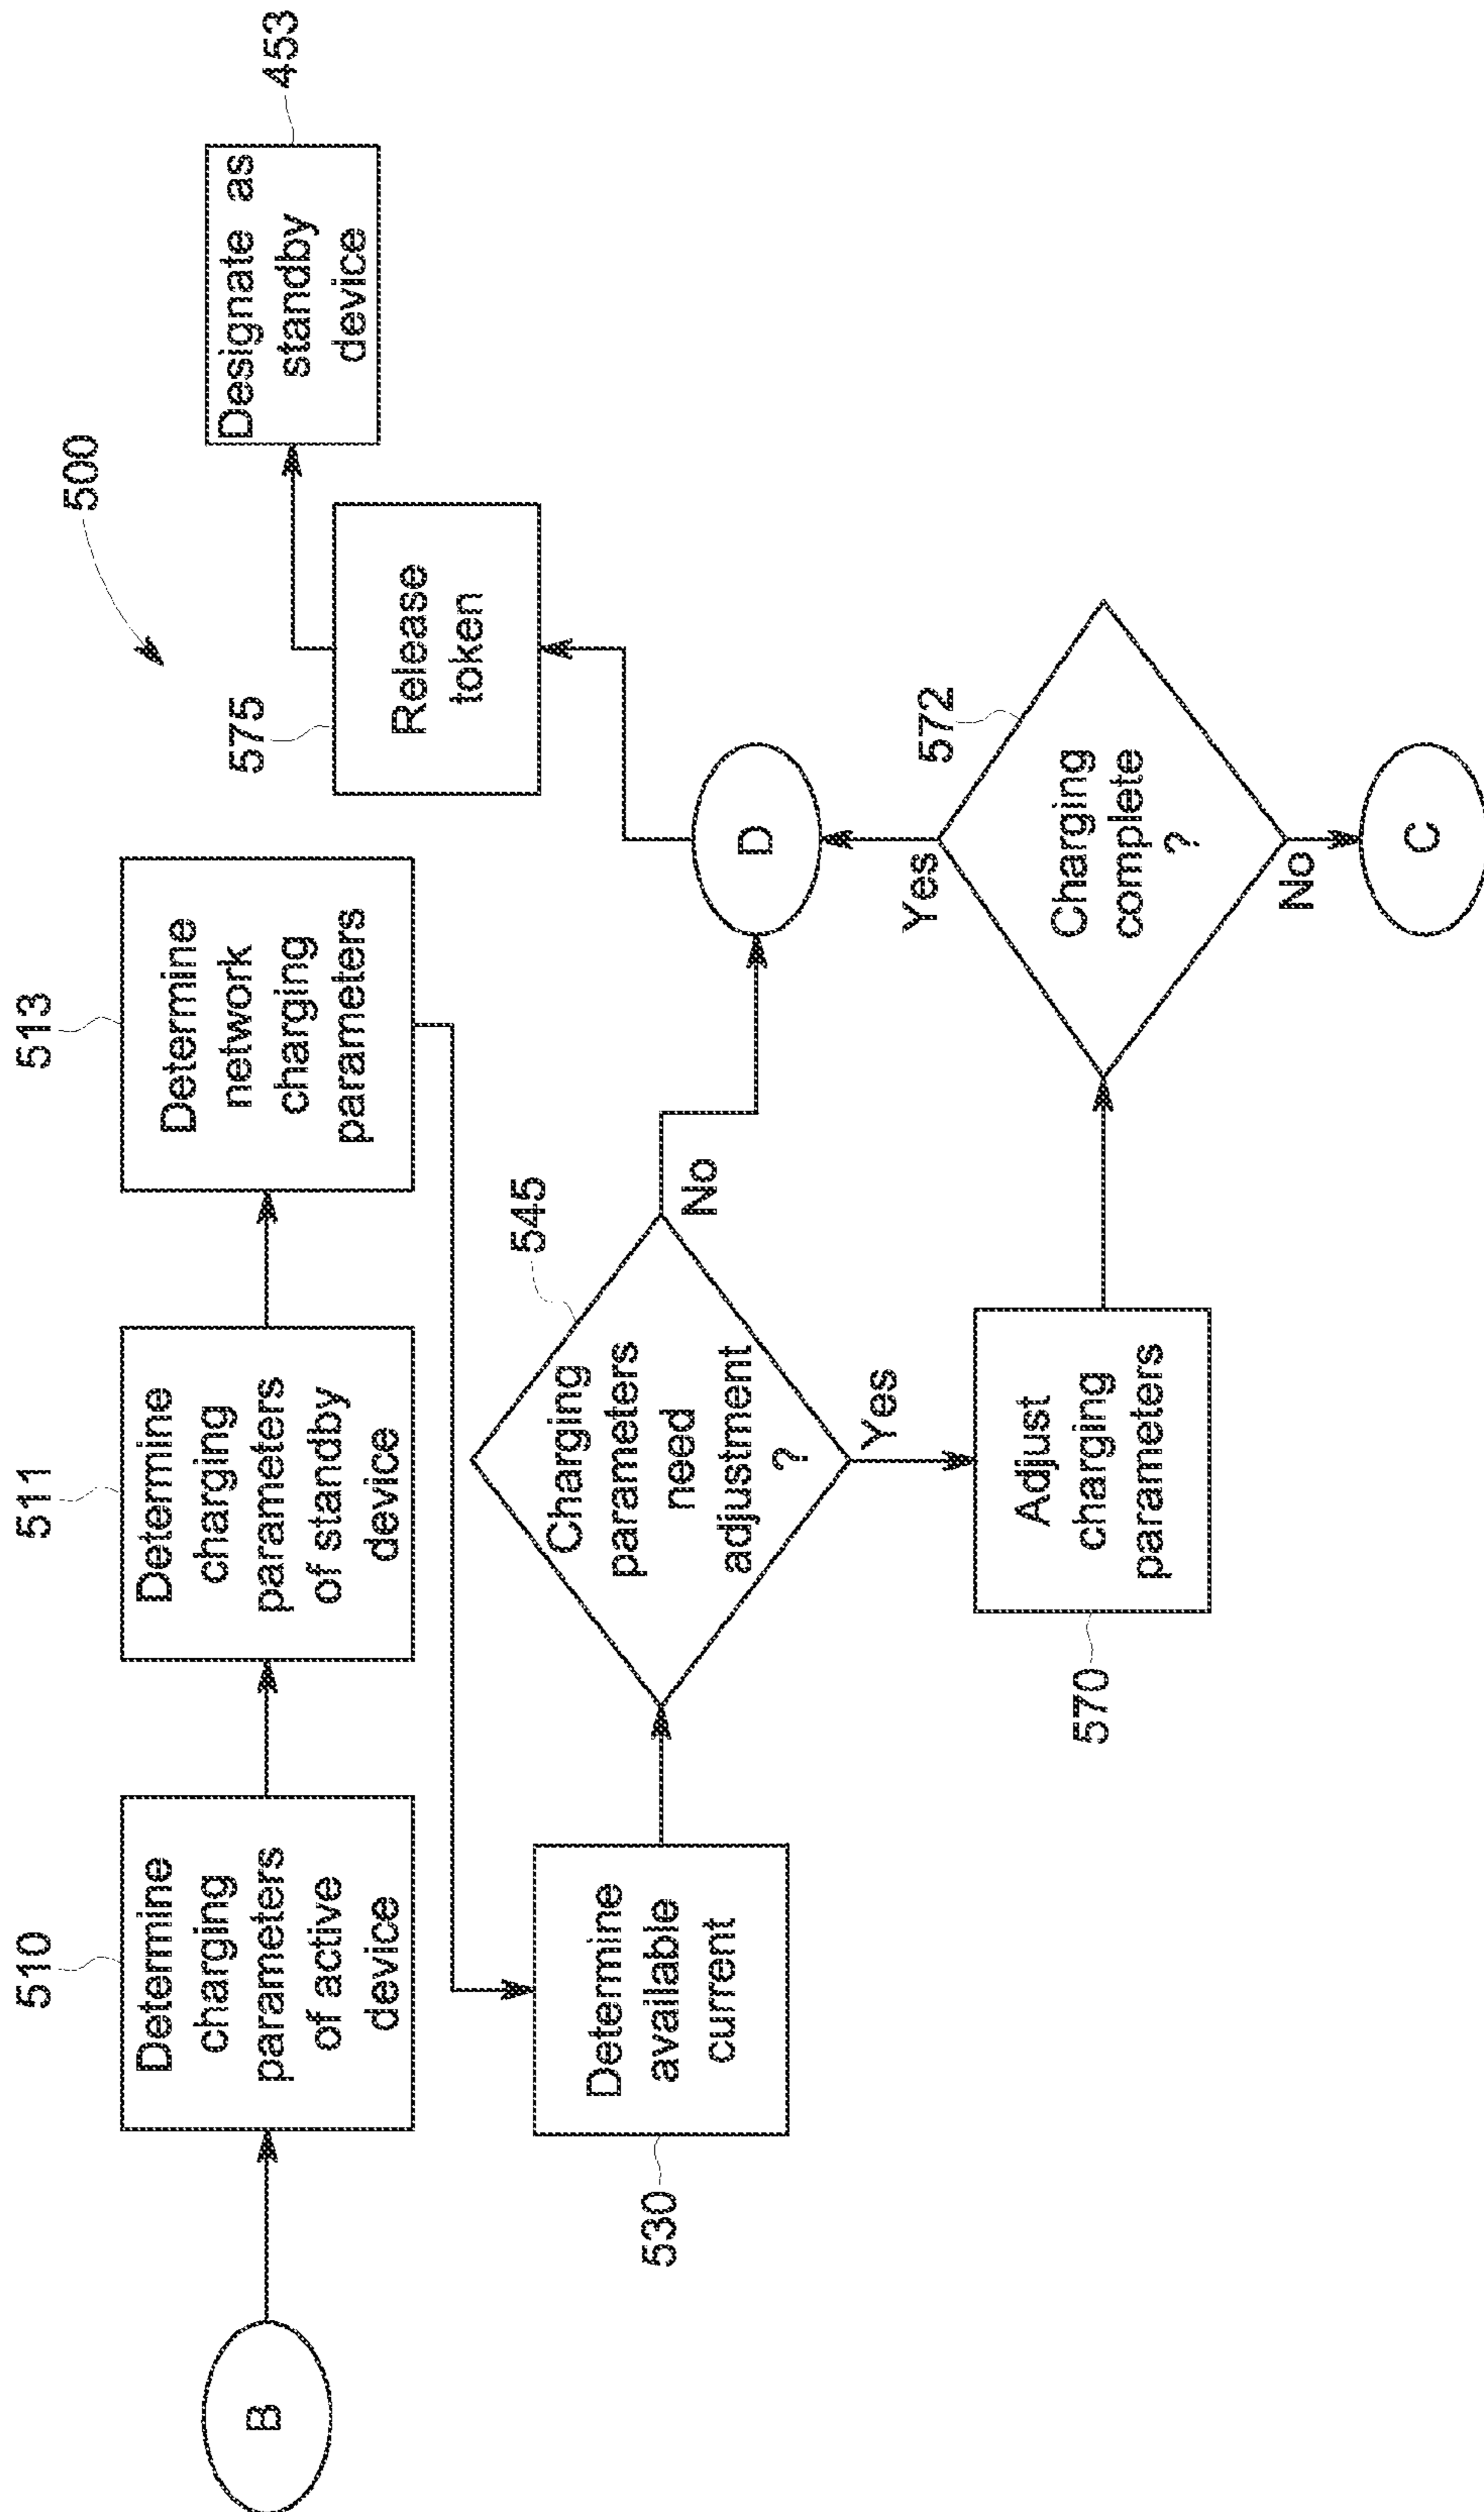 500
B
510
Determine
charging
parameters
of active
device
511
Determine
charging
parameters
of standby
device
513
Determine
network
charging
parameters
530
Determine
available
current
545
Charging
parameters
need
adjustment
?
No
Yes
570
Adjust
charging
parameters
572
Charging
complete
?
Yes
No
C
D
575
Release
token
Designate as
standby
device
453